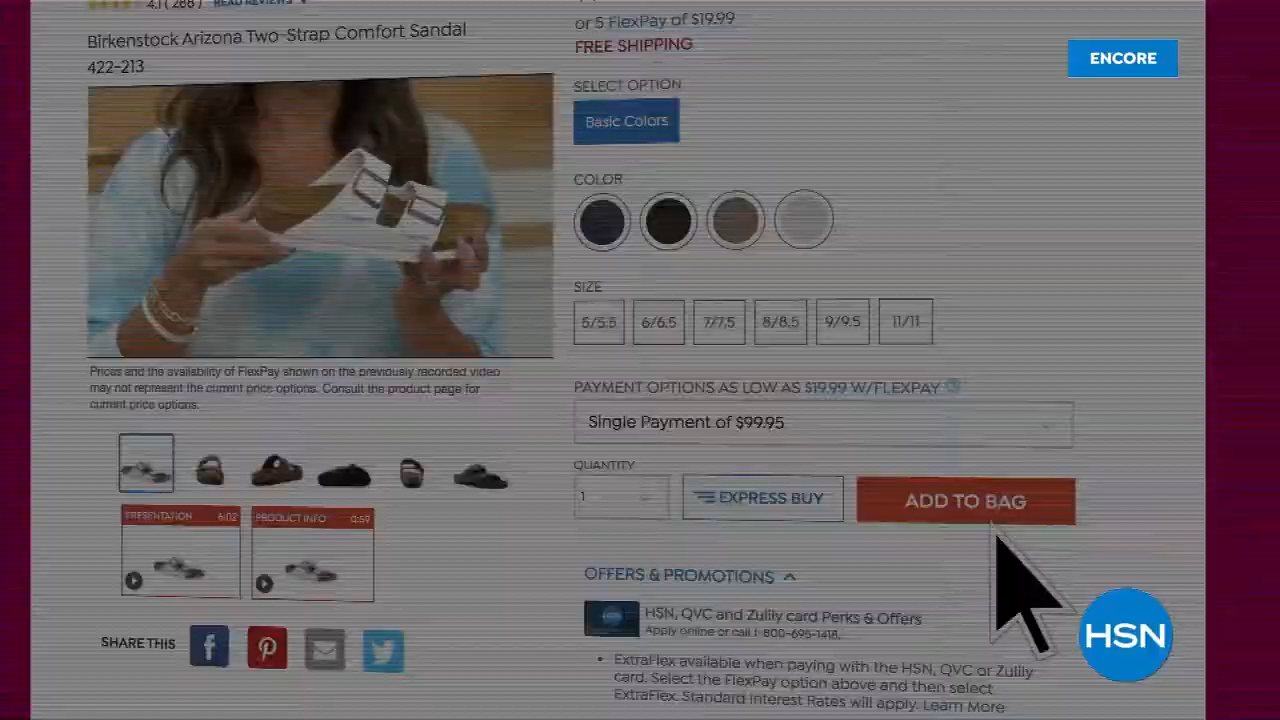 4.1 (288) READ REVIEWS
or 5 FlexPay of $19.99
Birkenstock Arizona Two-Strap Comfort Sandal
422-213
FREE SHIPPING
ENCORE
SELECT OPTION
Basic Colors
COLOR
SIZE
5/5.5 6/6.5 7/7.5 8/8.5 9/9.5 11/11
Prices and the availability of FlexPay shown on the previously recorded video
may not represent the current price options. Consult the product page for
current price options.
PAYMENT OPTIONS AS LOW AS $19.99 W/FLEXPAY
Single Payment of $99.95
QUANTITY
1
EXPRESS BUY
ADD TO BAG
PRESENTATION 6:02
PRODUCT INFO 0:59
OFFERS & PROMOTIONS
HSN, QVC and Zulily card Perks & Offers
Apply online or call 1-800-695-1418.
SHARE THIS
ExtraFlex available when paying with the HSN, QVC or Zulily
card. Select the FlexPay option above and then select
ExtraFlex. Standard Interest Rates will apply. Learn More
HSN